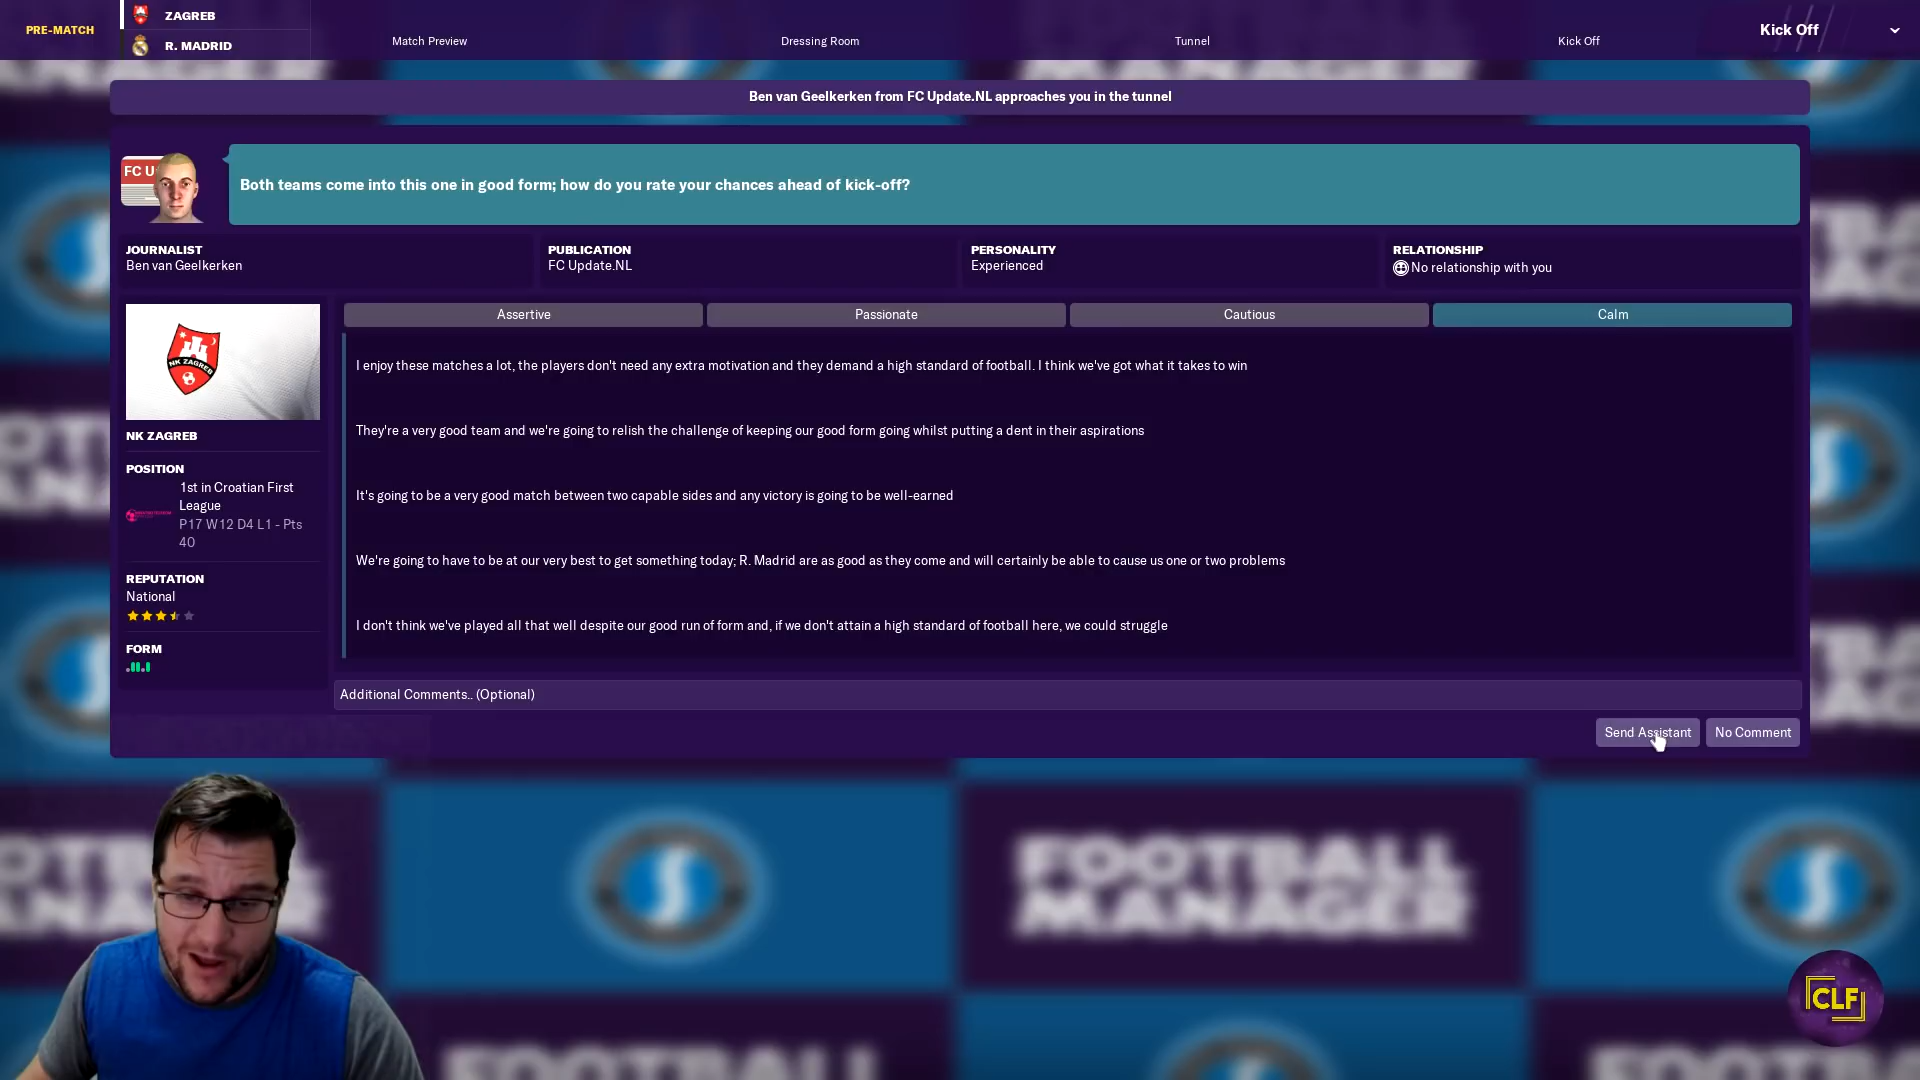 PRE-MATCH
ZAGREB
R. MADRID
Match Preview
Dressing Room
Tunnel
Kick Off
Kick Off
Ben van Geelkerken from FC Update.NL approaches you in the tunnel
FC U
Both teams come into this one in good form; how do you rate your chances ahead of kick-off?
JOURNALIST
Ben van Geelkerken
PUBLICATION
FC Update.NL
PERSONALITY
Experienced
RELATIONSHIP
No relationship with you
NK ZAGREB
NK ZAGREB
POSITION
1st in Croatian First
League
P17 W12 D4 L1 - Pts
40
REPUTATION
National
FORM
Assertive
Passionate
Cautious
Calm
I enjoy these matches a lot, the players don't need any extra motivation and they demand a high standard of football. I think we've got what it takes to win
They're a very good team and we're going to relish the challenge of keeping our good form going whilst putting a dent in their aspirations
It's going to be a very good match between two capable sides and any victory is going to be well-earned
We're going to have to be at our very best to get something today; R. Madrid are as good as they come and will certainly be able to cause us one or two problems
I don't think we've played all that well despite our good run of form and, if we don't attain a high standard of football here, we could struggle
Additional Comments.. (Optional)
Send Assistant
No Comment
FOOTBALL
MANAGER
CLF